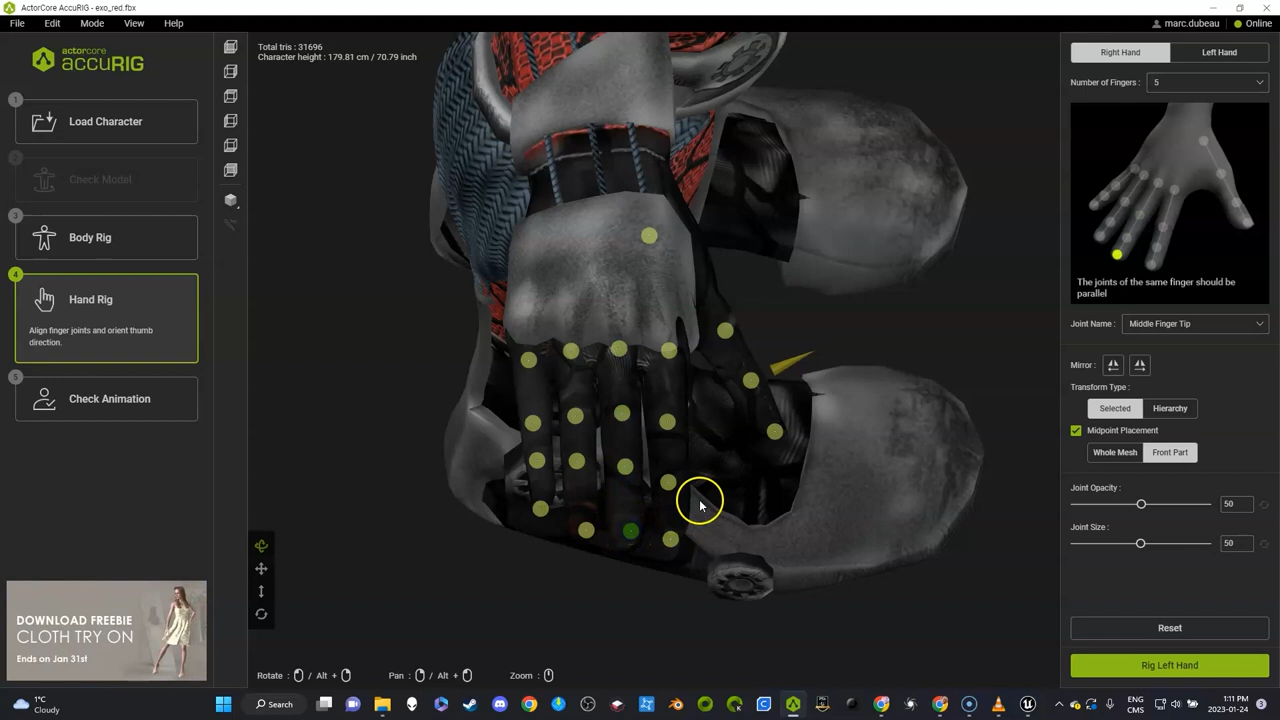 ActorCore AccuRIG - exo_red.fbx
File
Edit
Mode
View
Help
marc.dubeau
Online
actorcore
accuRIG
1
Load Character
2
Check Model
3
Body Rig
4
Hand Rig
Align finger joints and orient thumb
direction.
5
Check Animation
DOWNLOAD FREEBIE
CLOTH TRY ON
Ends on Jan 31st
Total tris : 31696
Character height : 179.81 cm / 70.79 inch
Rotate :
/ Alt +
Pan :
/ Alt +
Zoom :
Right Hand
Left Hand
Number of Fingers :
5
The joints of the same finger should be
parallel
Joint Name :
Middle Finger Tip
Mirror :
Transform Type :
Selected
Hierarchy
Midpoint Placement
Whole Mesh
Front Part
Joint Opacity :
50
Joint Size :
50
Reset
Rig Left Hand
1°C
Cloudy
Search
ENG
CMS
1:11 PM
2023-01-24